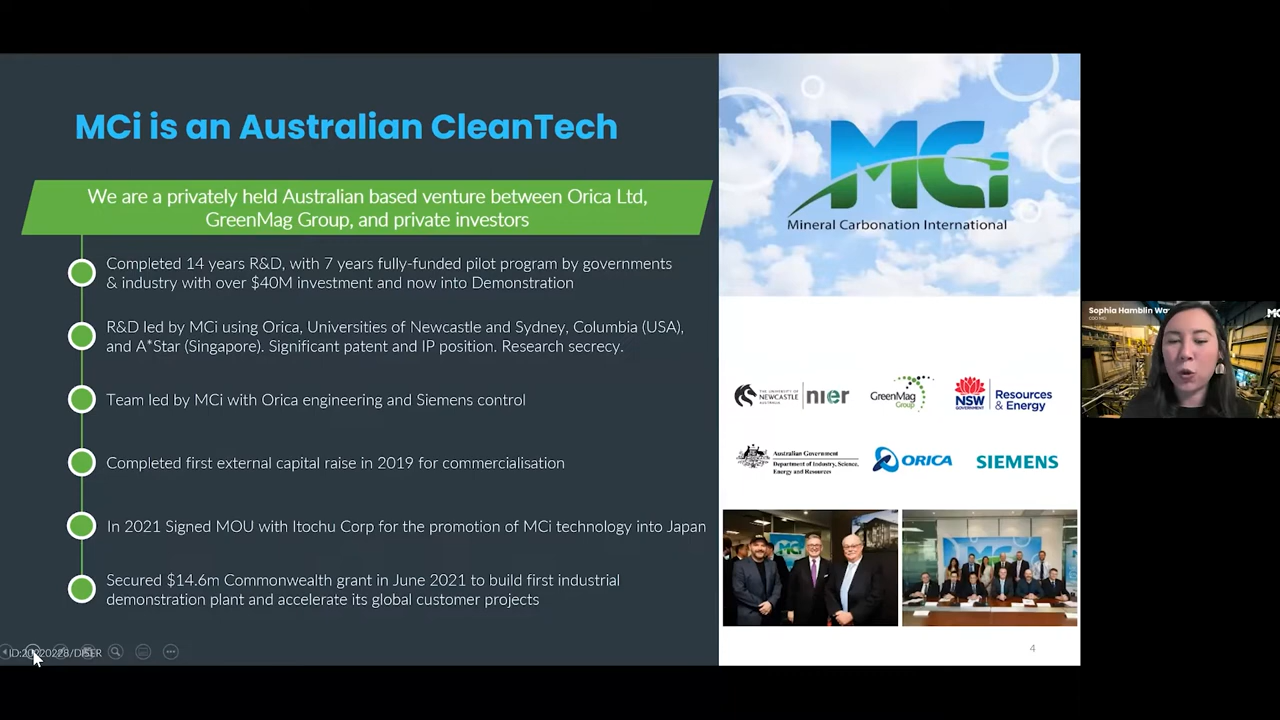 MCi is an Australian CleanTech
We are a privately held Australian based venture between Orica Ltd,
GreenMag Group, and private investors
Completed 14 years R&D, with 7 years fully-funded pilot program by governments
& industry with over $40M investment and now into Demonstration
R&D led by MCi using Orica, Universities of Newcastle and Sydney, Columbia (USA),
and A*Star (Singapore). Significant patent and IP position. Research secrecy.
Team led by MCi with Orica engineering and Siemens control
Completed first external capital raise in 2019 for commercialisation
In 2021 Signed MOU with Itochu Corp for the promotion of MCi technology into Japan
Secured $14.6m Commonwealth grant in June 2021 to build first industrial
demonstration plant and accelerate its global customer projects
ID:20220228/DISER
MCi
Mineral Carbonation International
THE UNIVERSITY OF
NEWCASTLE
AUSTRALIA
nier
GreenMag
Group
NSW
GOVERNMENT
Resources
& Energy
Australian Government
Department of Industry, Science,
Energy and Resources
ORICA
SIEMENS
MCi
4
Sophia Hamblin